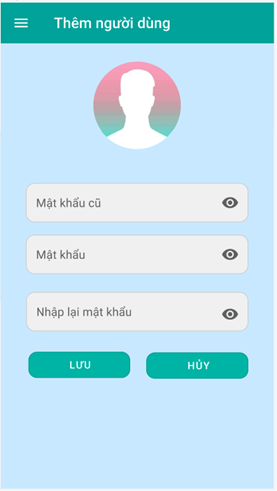 Thêm người dùng
Mật khẩu cũ
Mật khẩu
Nhập lại mật khẩu
LƯU
HỦY